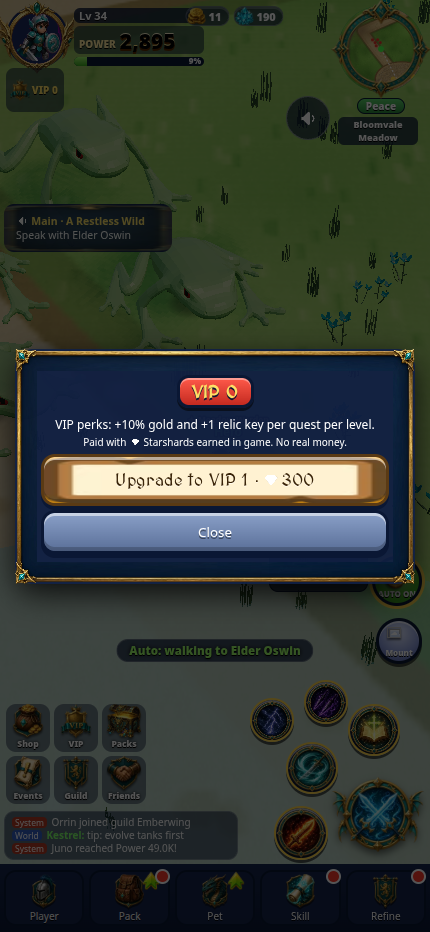 Lv 34
11
190
POWER 2,895
9%
VIP 0
Peace
Bloomvale
Meadow
Main · A Restless Wild
Speak with Elder Oswin
VIP 0
VIP perks: +10% gold and +1 relic key per quest per level.
Paid with Starshards earned in game. No real money.
Upgrade to VIP 1 · 300
Close
AUTO ON
Auto: walking to Elder Oswin
Mount
Shop
VIP
Packs
Events
Guild
Friends
System Orrin joined guild Emberwing
World Kestrel: tip: evolve tanks first
System Juno reached Power 49.0K!
Player
Pack
Pet
Skill
Refine